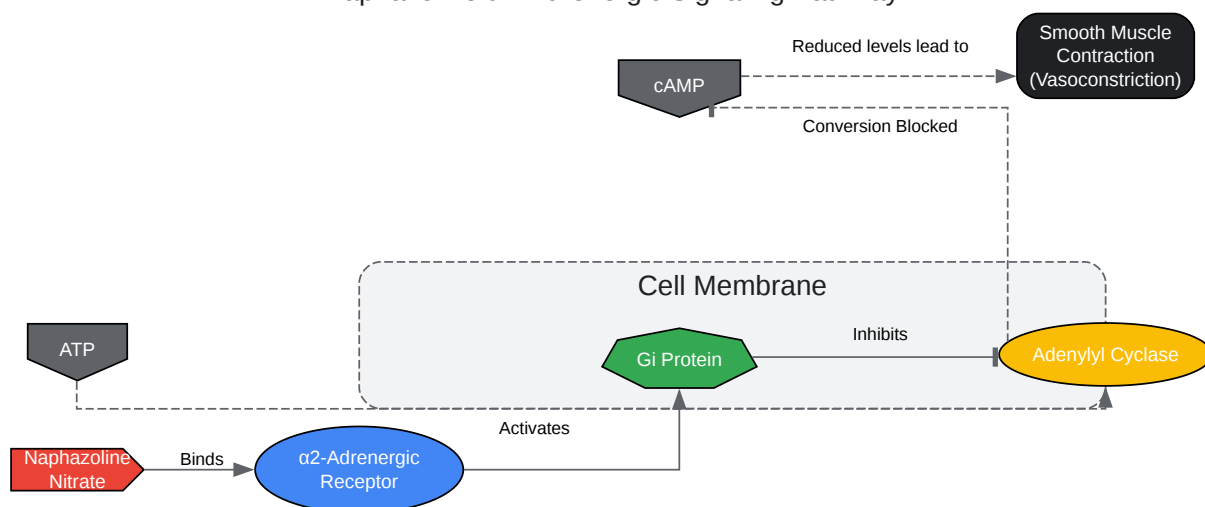 Reduced levels lead to
Smooth Muscle
Contraction
(Vasoconstriction)
cAMP
Conversion Blocked
Cell Membrane
ATP
Gi Protein
Inhibits
Adenylyl Cyclase
Activates
Naphazoline
Nitrate
Binds
α2-Adrenergic
Receptor